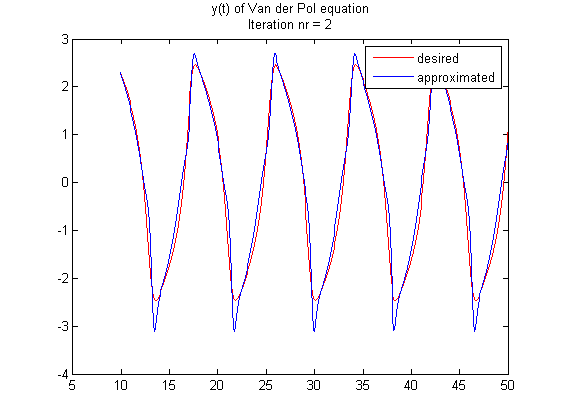 y(t) of Van der Pol equation
Iteration nr = 2
desired
approximated
3
2
1
0
-1
-2
-3
-4
5 10 15 20 25 30 35 40 45 50